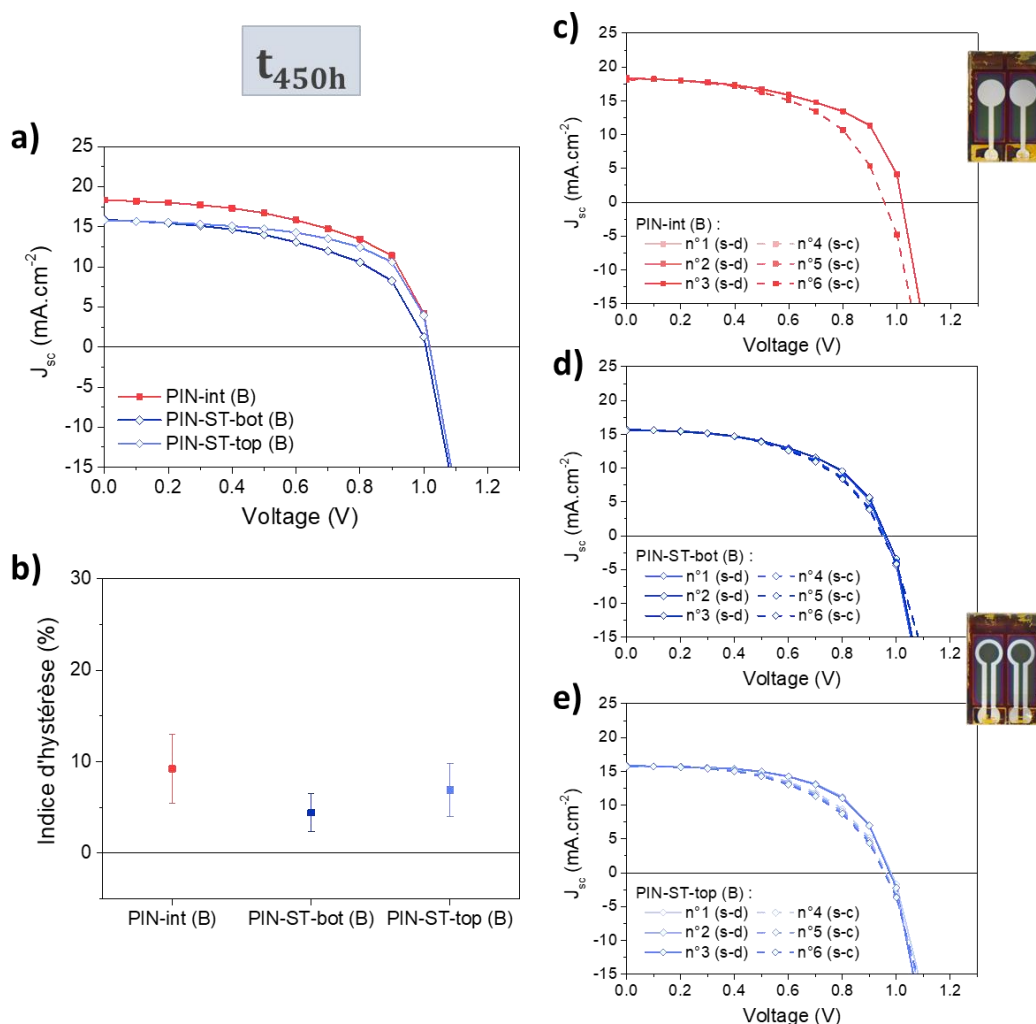 t450h
a)
25
20
15
10
5
0
-5
-10
-15
0.0 0.2 0.4 0.6 0.8 1.0 1.2
Jsc (mA.cm-2)
Voltage (V)
PIN-int (B)
PIN-ST-bot (B)
PIN-ST-top (B)
b)
30
20
10
0
Indice d'hystérèse (%)
PIN-int (B) PIN-ST-bot (B) PIN-ST-top (B)
c)
25
20
15
10
5
0
-5
-10
-15
0.0 0.2 0.4 0.6 0.8 1.0 1.2
Jsc (mA.cm-2)
Voltage (V)
PIN-int (B) :
n°1 (s-d) n°4 (s-c)
n°2 (s-d) n°5 (s-c)
n°3 (s-d) n°6 (s-c)
d)
25
20
15
10
5
0
-5
-10
-15
0.0 0.2 0.4 0.6 0.8 1.0 1.2
Jsc (mA.cm-2)
Voltage (V)
PIN-ST-bot (B) :
n°1 (s-d) n°4 (s-c)
n°2 (s-d) n°5 (s-c)
n°3 (s-d) n°6 (s-c)
e)
25
20
15
10
5
0
-5
-10
-15
0.0 0.2 0.4 0.6 0.8 1.0 1.2
Jsc (mA.cm-2)
Voltage (V)
PIN-ST-top (B) :
n°1 (s-d) n°4 (s-c)
n°2 (s-d) n°5 (s-c)
n°3 (s-d) n°6 (s-c)